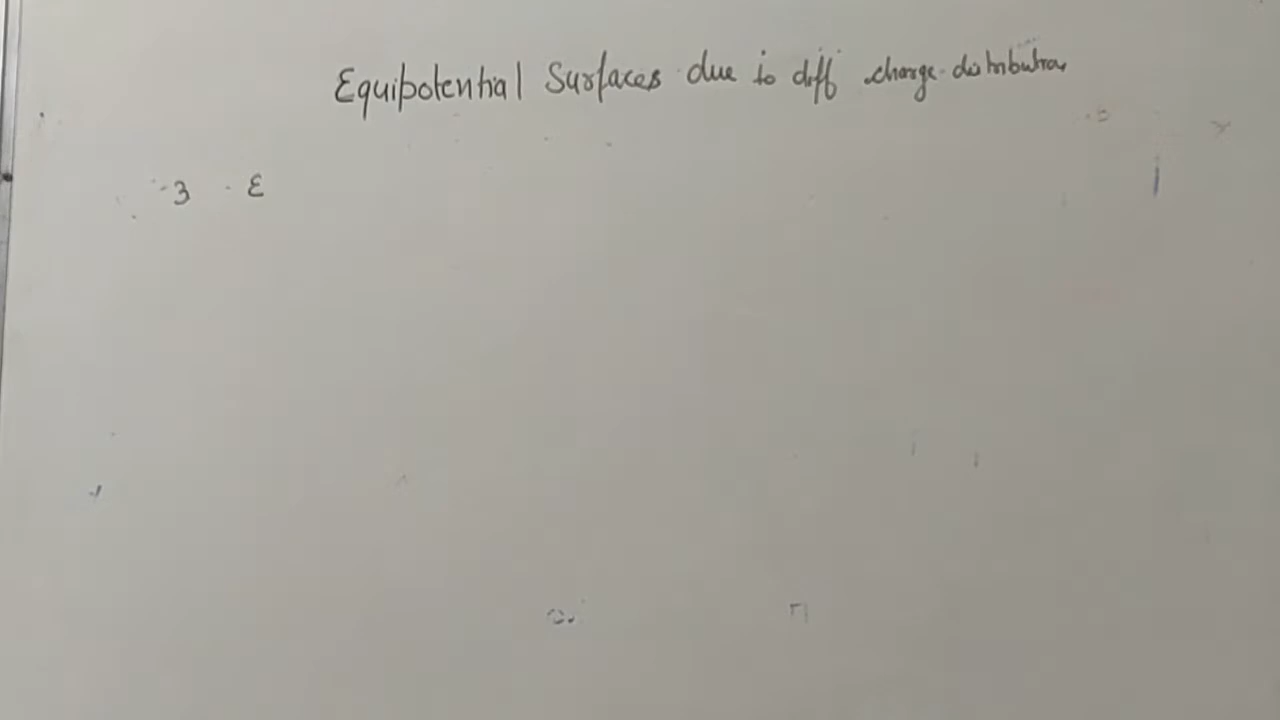 Equipotential Surfaces due to diff charge distribution
3 ε